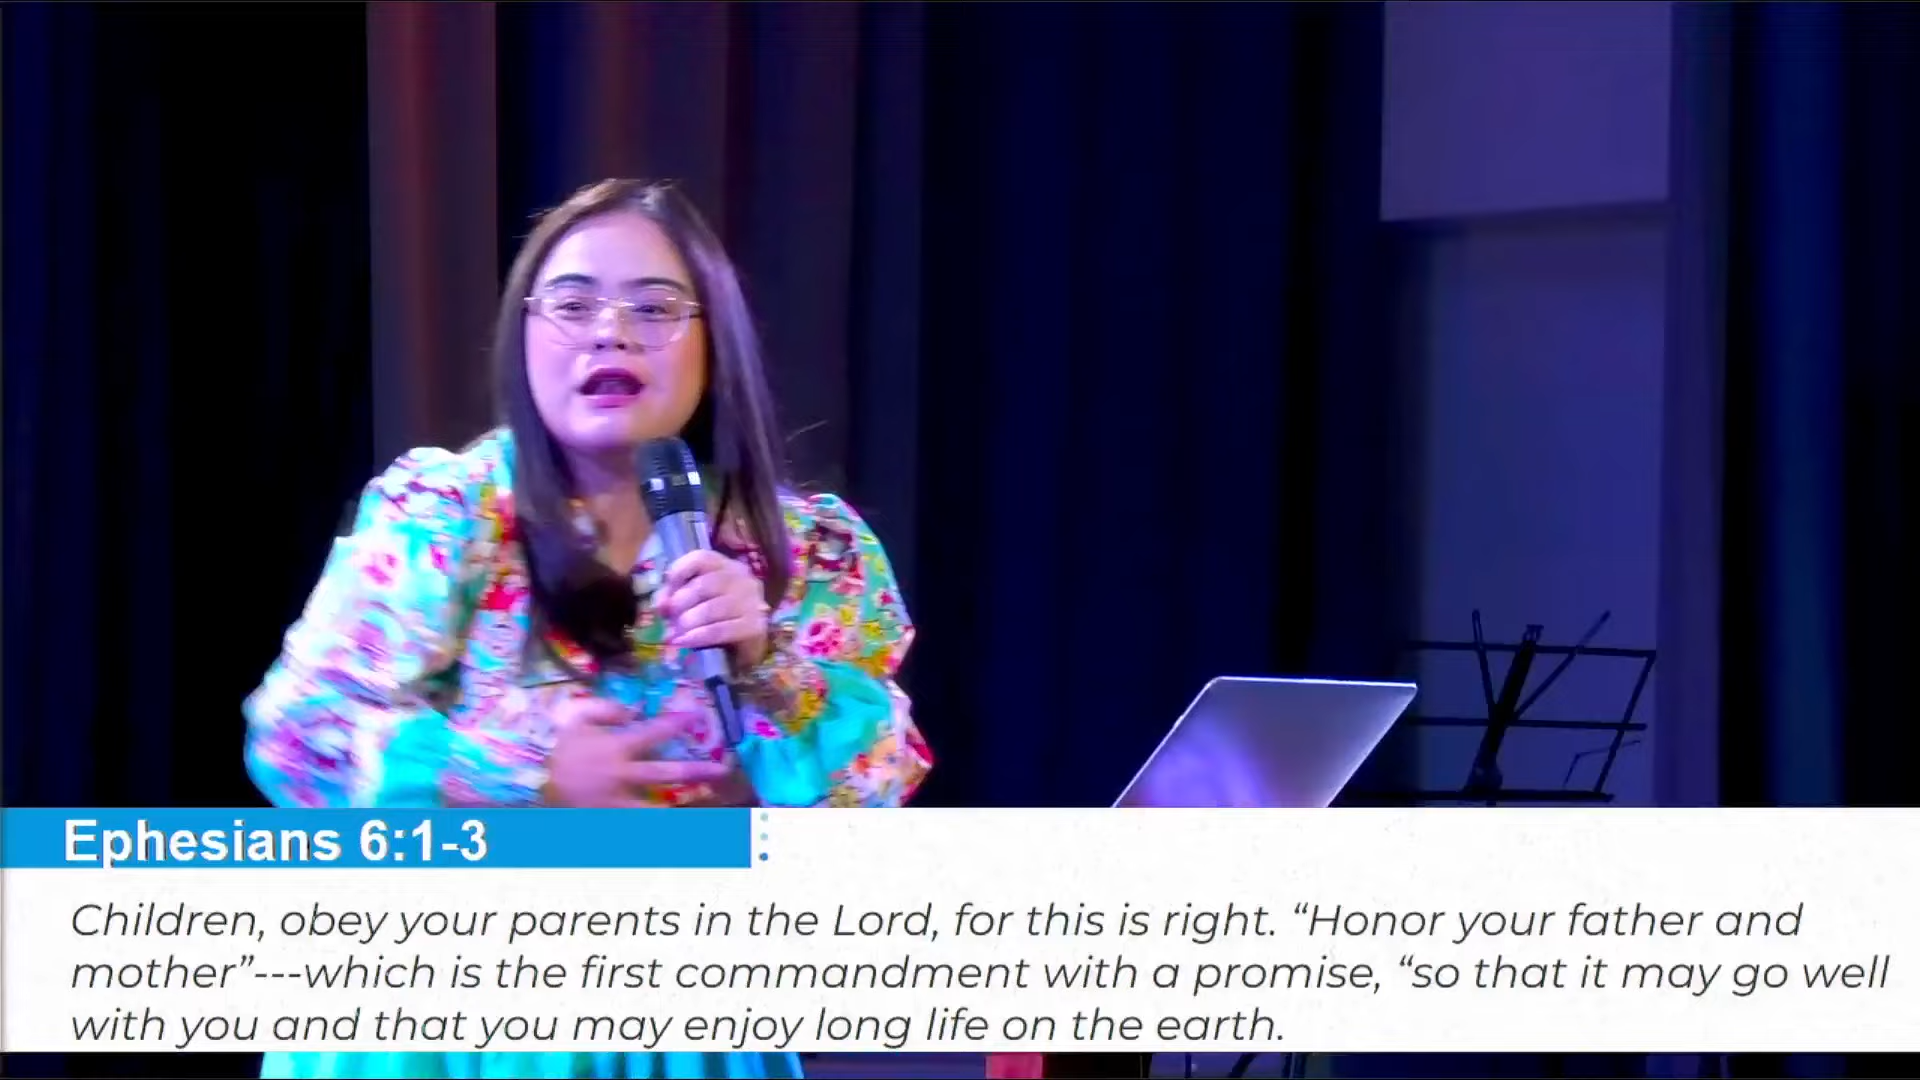 Ephesians 6:1-3
Children, obey your parents in the Lord, for this is right. “Honor your father and
mother”---which is the first commandment with a promise, “so that it may go well
with you and that you may enjoy long life on the earth.